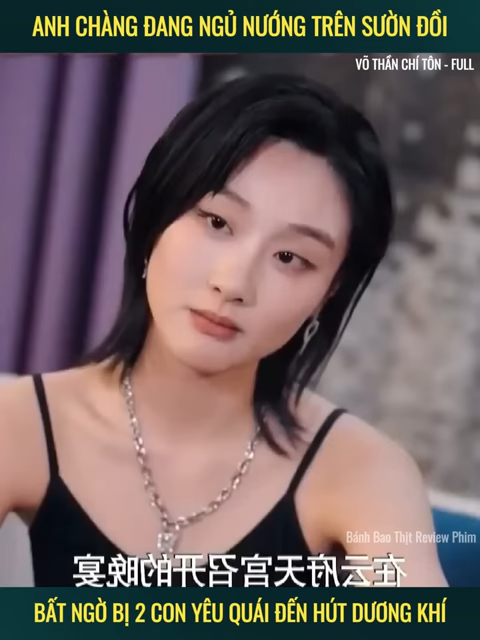 ANH CHÀNG ĐANG NGỦ NƯỚNG TRÊN SƯỜN ĐỒI
VÕ THẦN CHÍ TÔN - FULL
Bánh Bao Thịt Review Phim
在云府天宫召开的晚宴
BẤT NGỜ BỊ 2 CON YÊU QUÁI ĐẾN HÚT DƯƠNG KHÍ